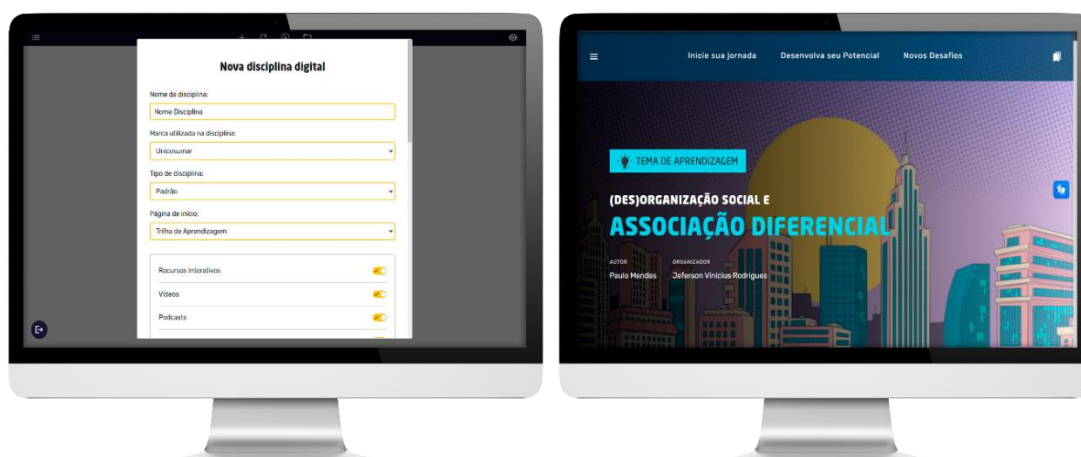 Nova disciplina digital
Nome da disciplina:
Nome Disciplina
Marca utilizada na disciplina:
Unicesumar
Tipo de disciplina:
Padrão
Página de início:
Trilha de Aprendizagem
Recursos interativos
Vídeos
Podcasts
Inicie sua jornada Desenvolva seu Potencial Novos Desafios
TEMA DE APRENDIZAGEM
(DES)ORGANIZAÇÃO SOCIAL E
ASSOCIAÇÃO DIFERENCIAL
AUTOR ORGANIZADOR
Paulo Mendes Jeferson Vinicius Rodrigues